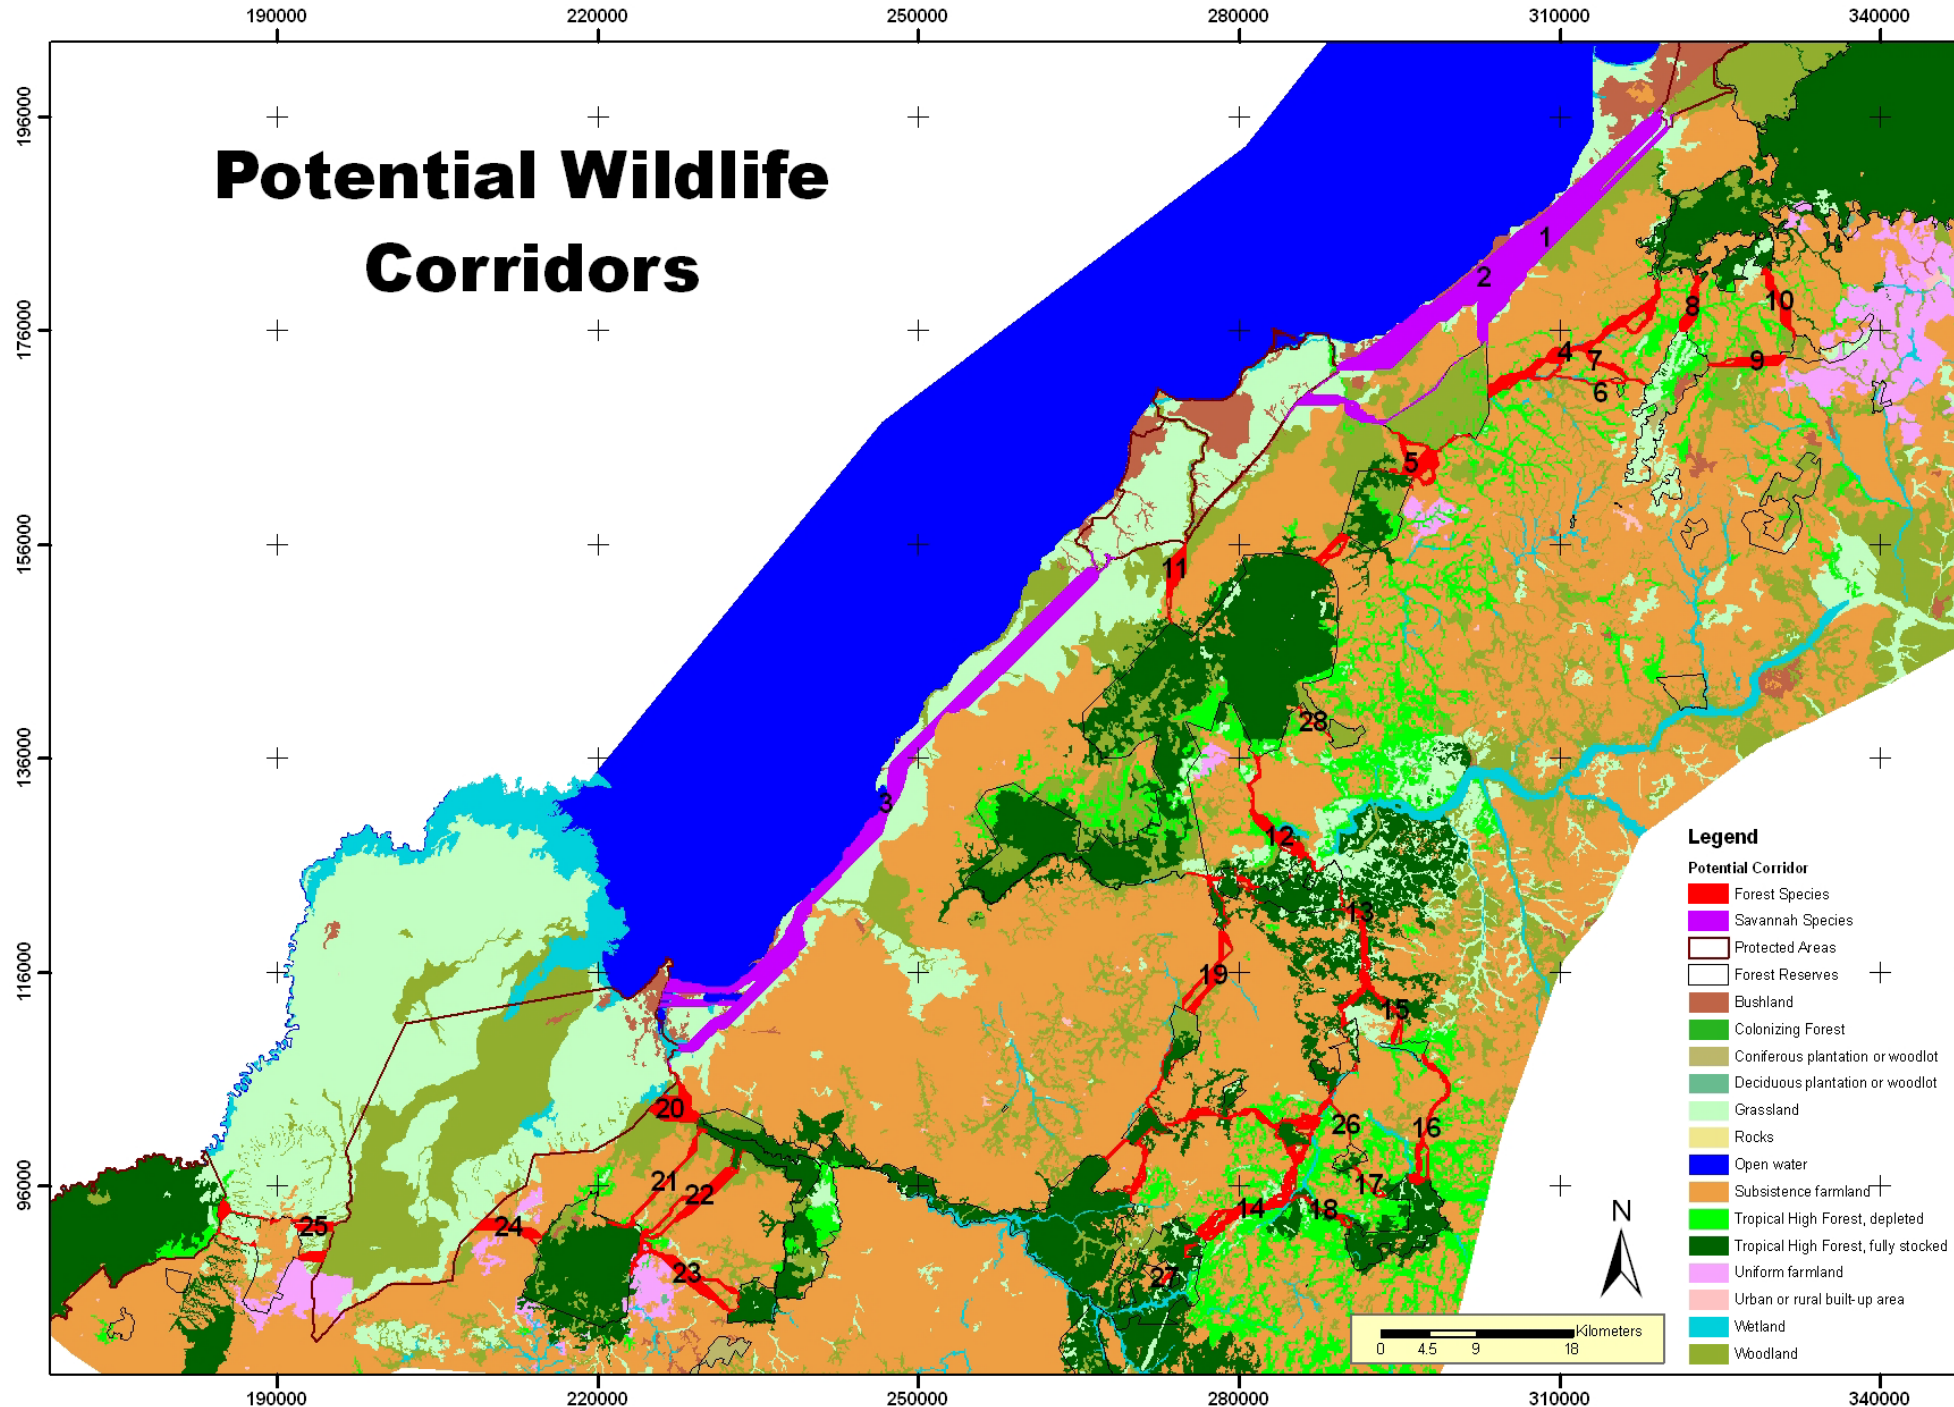 190000 220000 250000 280000 310000 340000
Potential Wildlife
Corridors
196000
176000
156000
136000
116000
96000
1
2
3
4
5
6
7
8
9
10
11
12
13
14
15
16
17
18
19
20
21
22
23
24
25
26
27
28
Legend
Potential Corridor
Forest Species
Savannah Species
Protected Areas
Forest Reserves
Bushland
Colonizing Forest
Coniferous plantation or woodlot
Deciduous plantation or woodlot
Grassland
Rocks
Open water
Subsistence farmland
Tropical High Forest, depleted
Tropical High Forest, fully stocked
Uniform farmland
Urban or rural built-up area
Wetland
Woodland
N
Kilometers
0 4.5 9 18
190000 220000 250000 280000 310000 340000